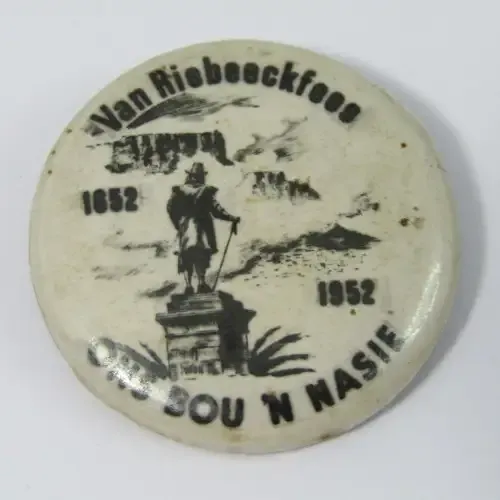 Van Riebeeckfees
1652
1952
ONS BOU 'N NASIE